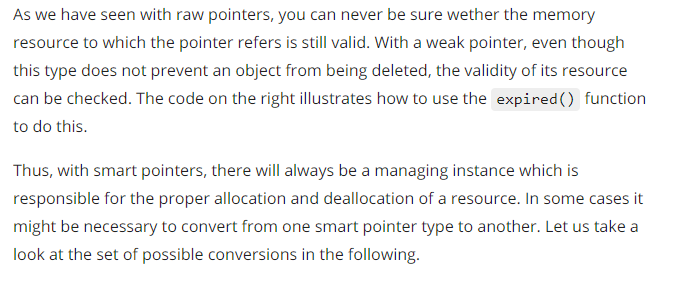 As we have seen with raw pointers, you can never be sure wether the memory
resource to which the pointer refers is still valid. With a weak pointer, even though
this type does not prevent an object from being deleted, the validity of its resource
can be checked. The code on the right illustrates how to use the expired() function
to do this.
Thus, with smart pointers, there will always be a managing instance which is
responsible for the proper allocation and deallocation of a resource. In some cases it
might be necessary to convert from one smart pointer type to another. Let us take a
look at the set of possible conversions in the following.